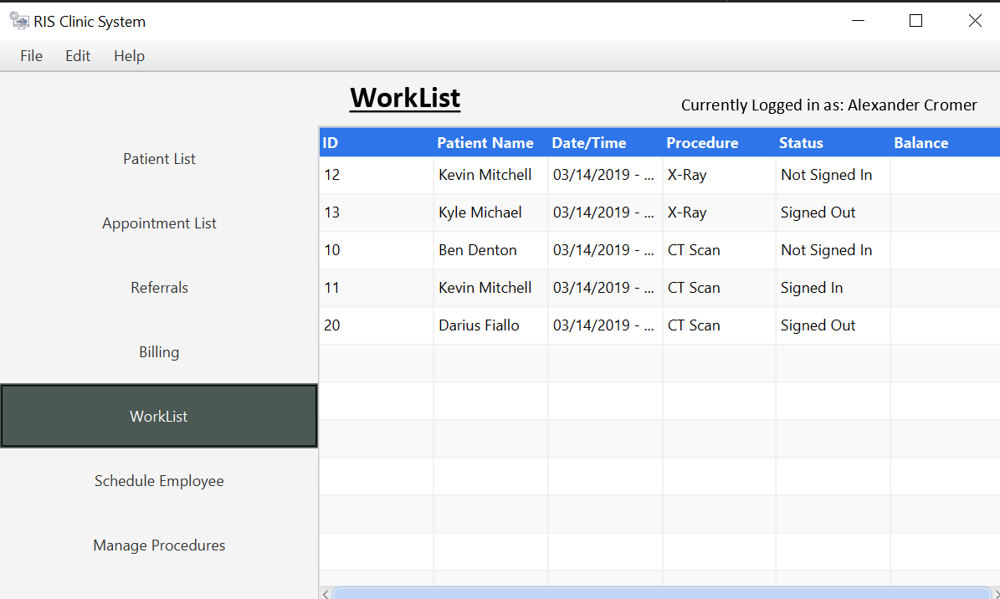 RIS Clinic System
File Edit Help
WorkList
Currently Logged in as: Alexander Cromer
Patient List
Appointment List
Referrals
Billing
WorkList
Schedule Employee
Manage Procedures
ID Patient Name Date/Time Procedure Status Balance
12 Kevin Mitchell 03/14/2019 - ... X-Ray Not Signed In
13 Kyle Michael 03/14/2019 - ... X-Ray Signed Out
10 Ben Denton 03/14/2019 - ... CT Scan Not Signed In
11 Kevin Mitchell 03/14/2019 - ... CT Scan Signed In
20 Darius Fiallo 03/14/2019 - ... CT Scan Signed Out